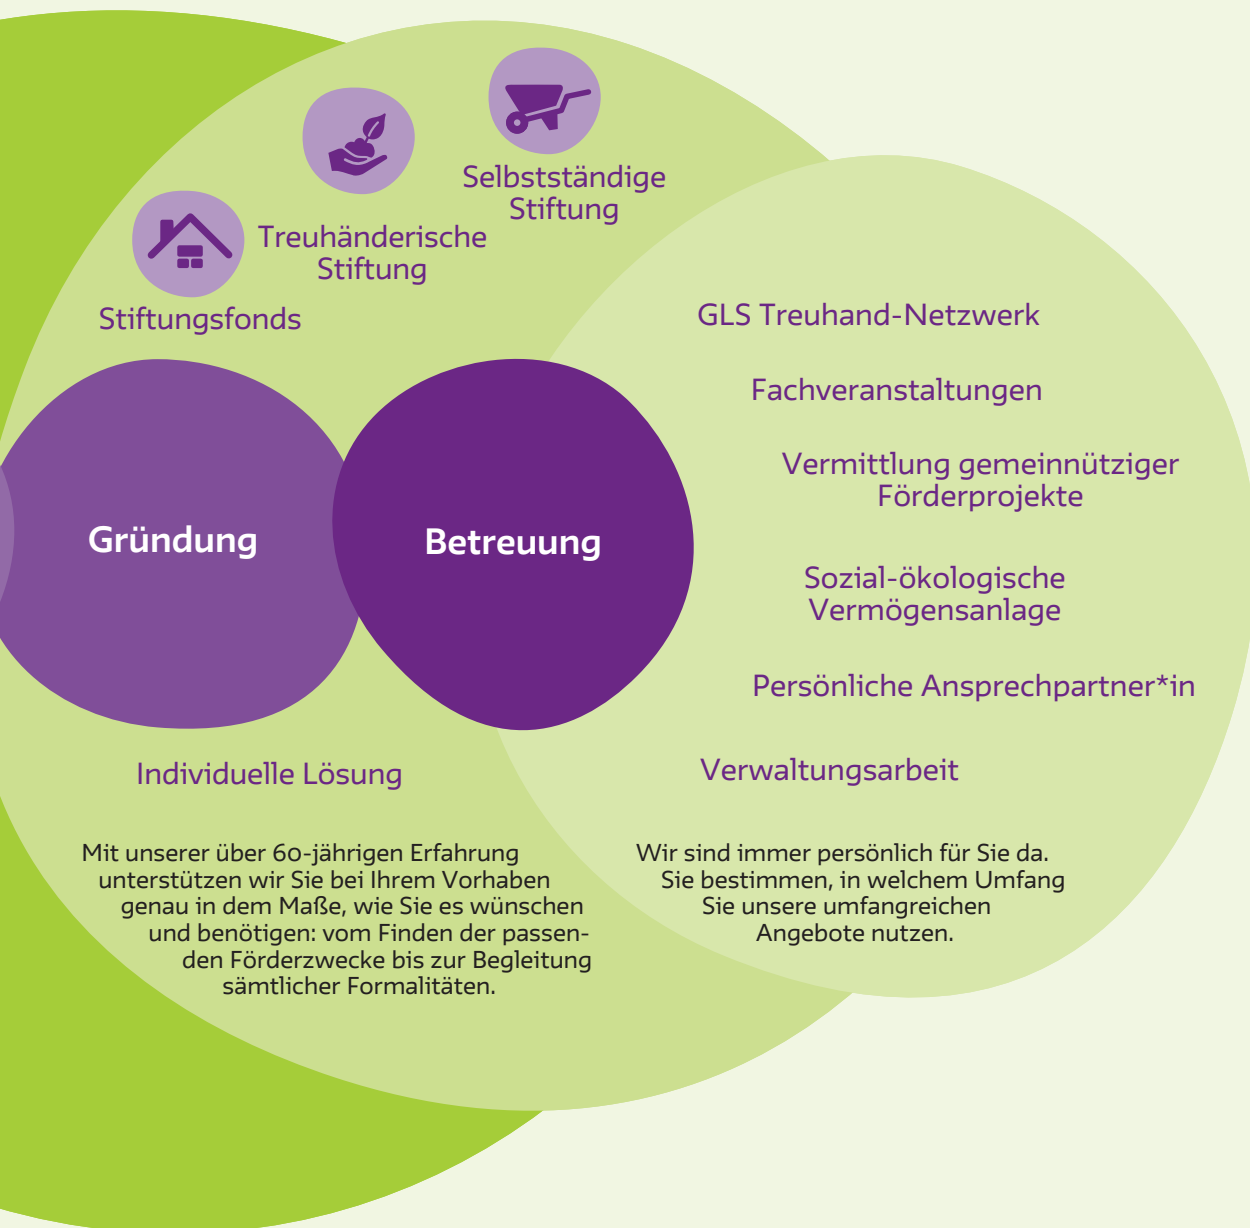 Selbstständige
Stiftung
Treuhänderische
Stiftung
Stiftungsfonds
Gründung
Individuelle Lösung
Mit unserer über 60-jährigen Erfahrung
unterstützen wir Sie bei Ihrem Vorhaben
genau in dem Maße, wie Sie es wünschen
und benötigen: vom Finden der passen-
den Förderzwecke bis zur Begleitung
sämtlicher Formalitäten.
Betreuung
GLS Treuhand-Netzwerk
Fachveranstaltungen
Vermittlung gemeinnütziger
Förderprojekte
Sozial-ökologische
Vermögensanlage
Persönliche Ansprechpartner*in
Verwaltungsarbeit
Wir sind immer persönlich für Sie da.
Sie bestimmen, in welchem Umfang
Sie unsere umfangreichen
Angebote nutzen.